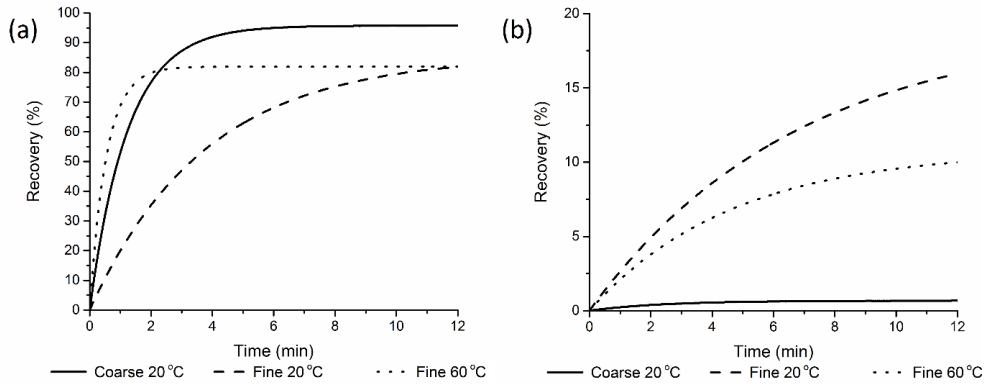 (a)
Recovery (%)
100
90
80
70
60
50
40
30
20
10
0
0 2 4 6 8 10 12
Time (min)
Coarse 20 °C Fine 20 °C Fine 60 °C
(b)
Recovery (%)
20
15
10
5
0
0 2 4 6 8 10 12
Time (min)
Coarse 20 °C Fine 20 °C Fine 60 °C